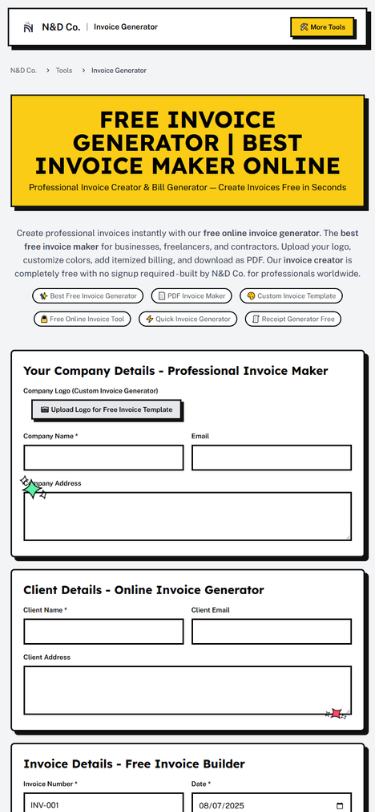 N&D Co. | Invoice Generator
More Tools
N&D Co. > Tools > Invoice Generator
FREE INVOICE
GENERATOR | BEST
INVOICE MAKER ONLINE
Professional Invoice Creator & Bill Generator — Create Invoices Free in Seconds
Create professional invoices instantly with our free online invoice generator. The best
free invoice maker for businesses, freelancers, and contractors. Upload your logo,
customize colors, add itemized billing, and download as PDF. Our invoice creator is
completely free with no signup required - built by N&D Co. for professionals worldwide.
Best Free Invoice Generator
PDF Invoice Maker
Custom Invoice Template
Free Online Invoice Tool
Quick Invoice Generator
Receipt Generator Free
Your Company Details - Professional Invoice Maker
Company Logo (Custom Invoice Generator)
Upload Logo for Free Invoice Template
Company Name *
Email
Company Address
Client Details - Online Invoice Generator
Client Name *
Client Email
Client Address
Invoice Details - Free Invoice Builder
Invoice Number *
Date *
INV-001
08/07/2025